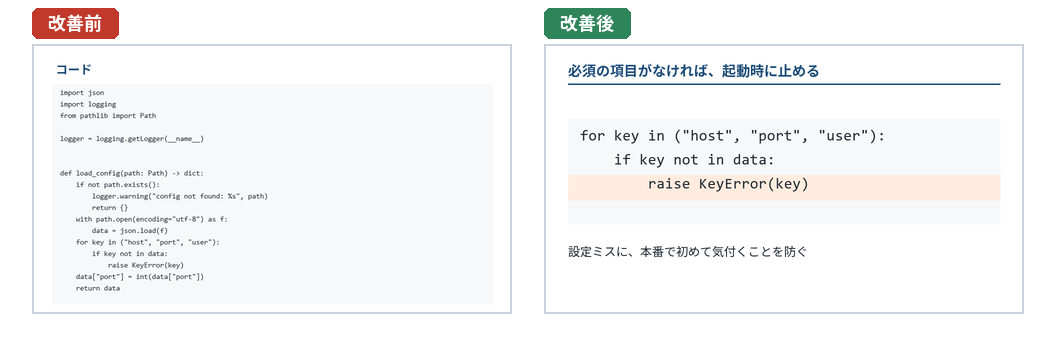 改善前
コード
import json
import logging
from pathlib import Path
logger = logging.getLogger(__name__)
def load_config(path: Path) -> dict:
    if not path.exists():
        logger.warning("config not found: %s", path)
        return {}
    with path.open(encoding="utf-8") as f:
        data = json.load(f)
    for key in ("host", "port", "user"):
        if key not in data:
            raise KeyError(key)
    data["port"] = int(data["port"])
    return data
改善後
必須の項目がなければ、起動時に止める
for key in ("host", "port", "user"):
    if key not in data:
        raise KeyError(key)
設定ミスに、本番で初めて気付くことを防ぐ